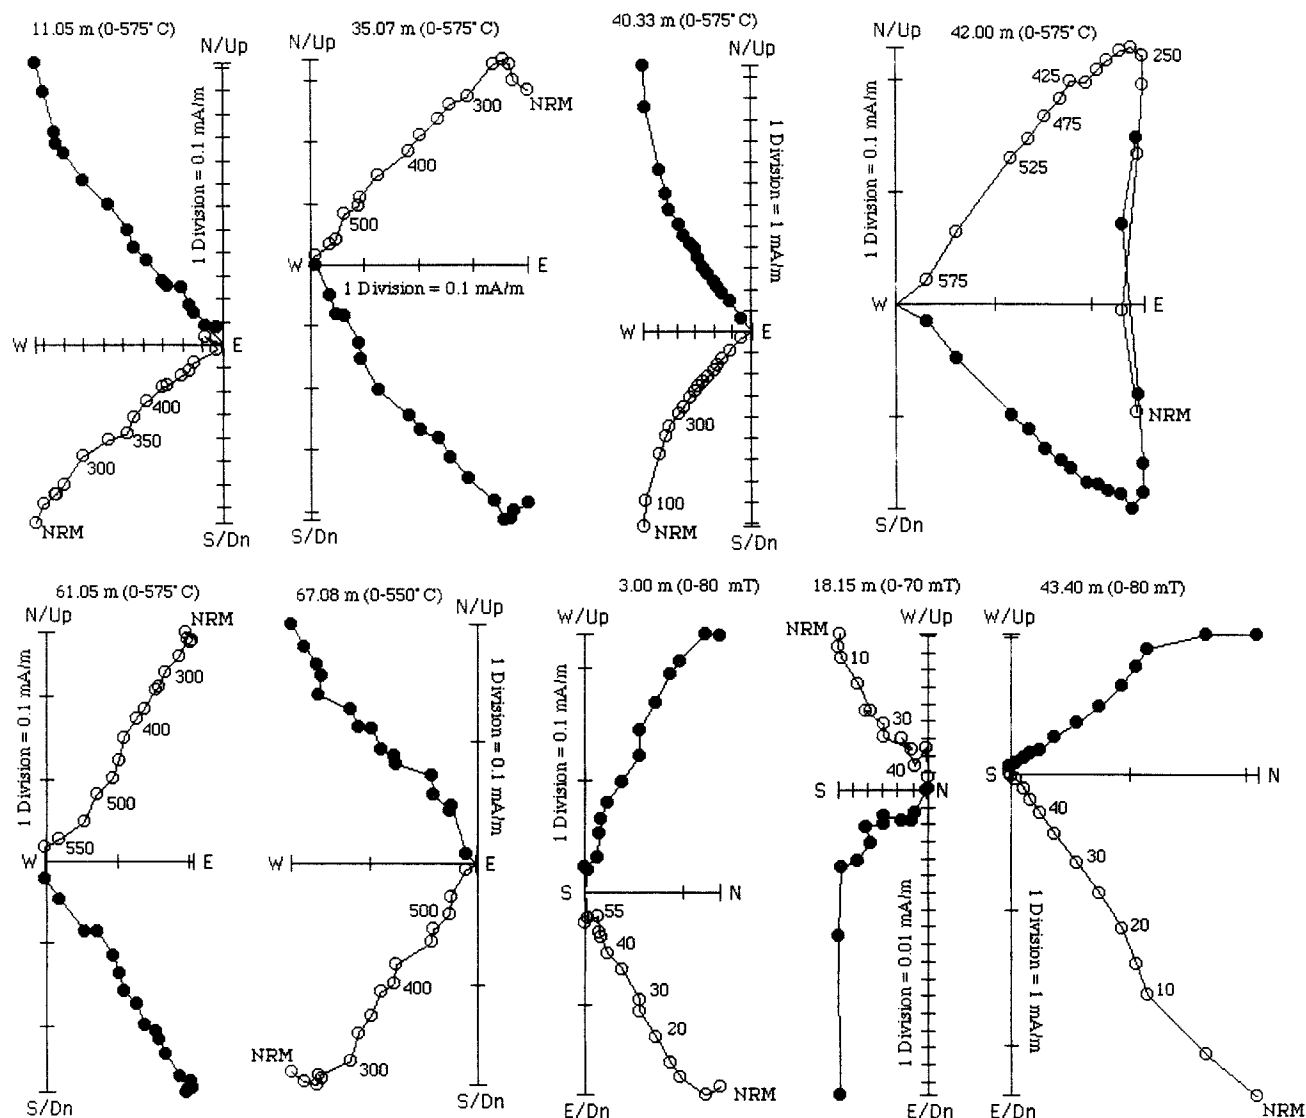 11.05 m (0-575°C)
N/Up
1 Division = 0.1 mA/m
W
E
400
350
300
NRM
S/Dn
35.07 m (0-575°C)
NRM
300
400
500
W
E
1 Division = 0.1 mA/m
40.33 m (0-575°C)
N/Up
1 Division = 1 mA/m
W
E
300
100
NRM
S/Dn
42.00 m (0-575°C)
N/Up
250
425
475
525
1 Division = 0.1 mA/m
575
W
E
NRM
S/Dn
S/Dn
61.05 m (0-575°C)
N/Up
NRM
300
400
1 Division = 0.1 mA/m
500
550
W
E
S/Dn
67.08 m (0-550°C)
N/Up
1 Division = 0.1 mA/m
W
E
500
400
NRM
300
S/Dn
3.00 m (0-80 mT)
W/Up
1 Division = 0.1 mA/m
S
N
55
40
30
20
NRM
E/Dn
18.15 m (0-70 mT)
W/Up
NRM
10
30
40
S
N
1 Division = 0.01 mA/m
E/Dn
43.40 m (0-80 mT)
W/Up
S
N
40
30
20
10
1 Division = 1 mA/m
NRM
E/Dn